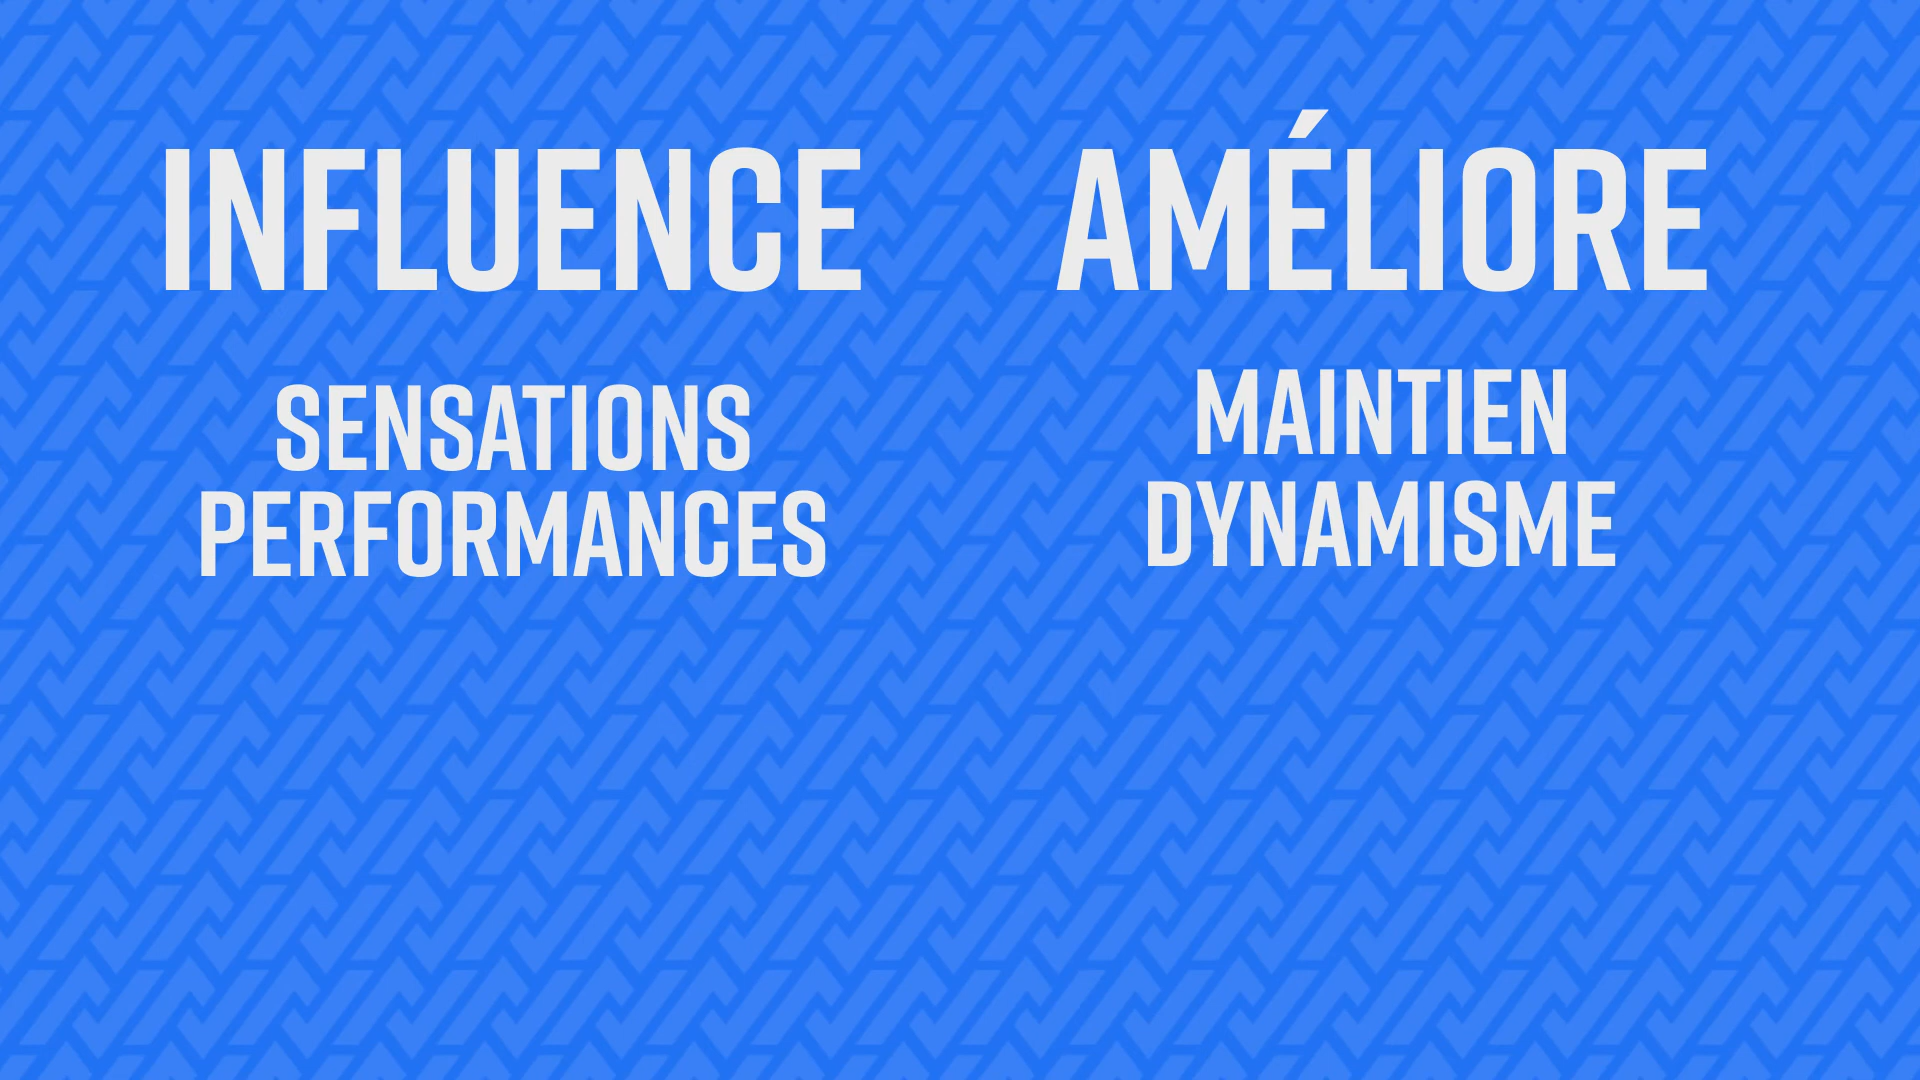 INFLUENCE
SENSATIONS
PERFORMANCES
AMÉLIORE
MAINTIEN
DYNAMISME